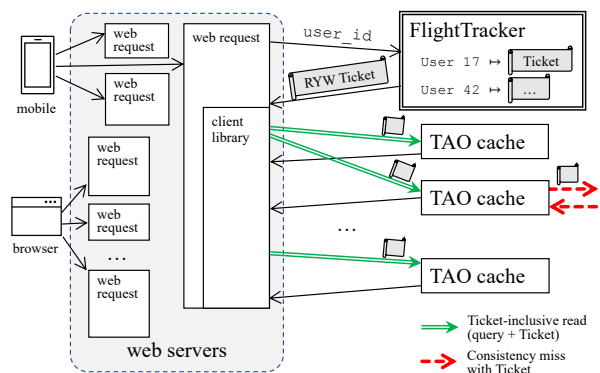 web
request
web request
user_id
FlightTracker
User 17 ↦ Ticket
User 42 ↦ ...
RYW Ticket
mobile
web
request
client
library
TAO cache
web
request
TAO cache
browser
web
request
...
...
web
request
TAO cache
web servers
Ticket-inclusive read
(query + Ticket)
Consistency miss
with Ticket